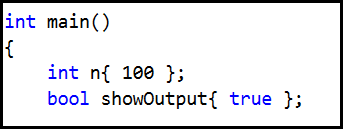 int main()
{
    int n{ 100 };
    bool showOutput{ true };